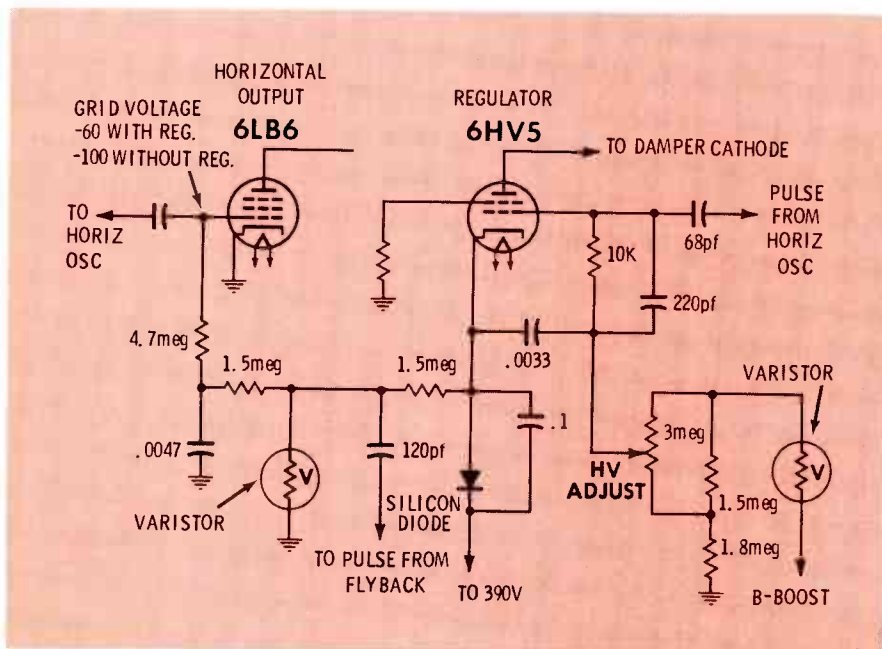 HORIZONTAL
OUTPUT
6LB6
GRID VOLTAGE
-60 WITH REG.
-100 WITHOUT REG.
TO
HORIZ
OSC
REGULATOR
6HV5
TO DAMPER CATHODE
PULSE
FROM
HORIZ
OSC
68pf
10K
220pf
4.7meg
1.5meg
1.5meg
.0033
.0047
V
VARISTOR
120pf
.1
SILICON
DIODE
TO PULSE FROM
FLYBACK
TO 390V
HV
ADJUST
3meg
1.5meg
1.8meg
VARISTOR
V
B-BOOST